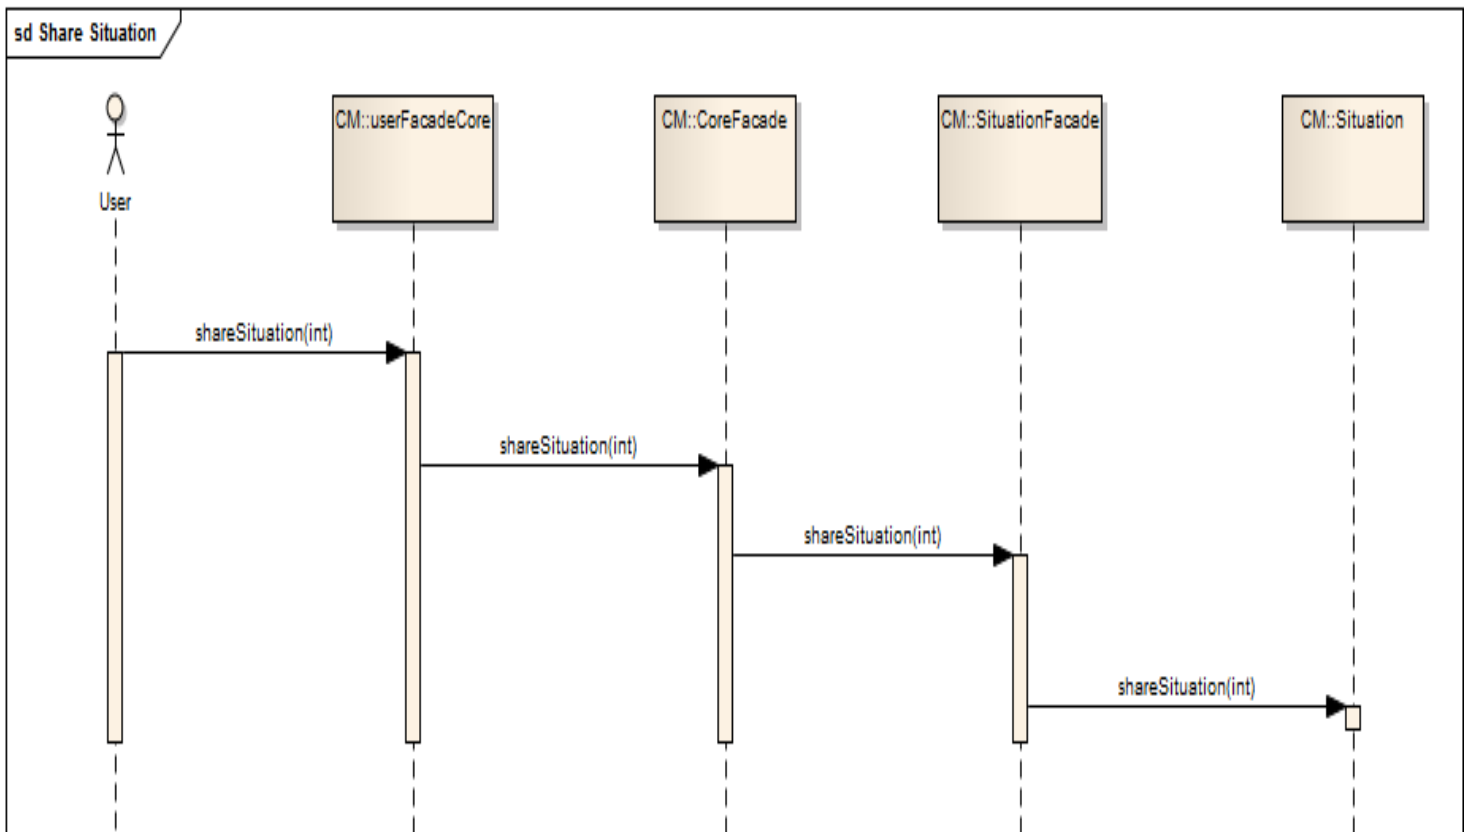 sd Share Situation
User
CM::userFacadeCore
CM::CoreFacade
CM::SituationFacade
CM::Situation
shareSituation(int)
shareSituation(int)
shareSituation(int)
shareSituation(int)